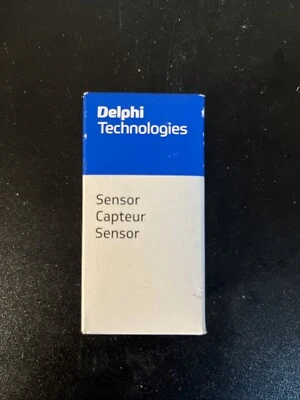 Delphi
Technologies
Sensor
Capteur
Sensor